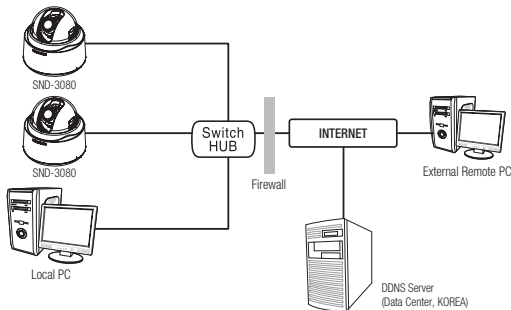 SND-3080
SND-3080
Local PC
Switch
HUB
Firewall
INTERNET
External Remote PC
DDNS Server
(Data Center, KOREA)